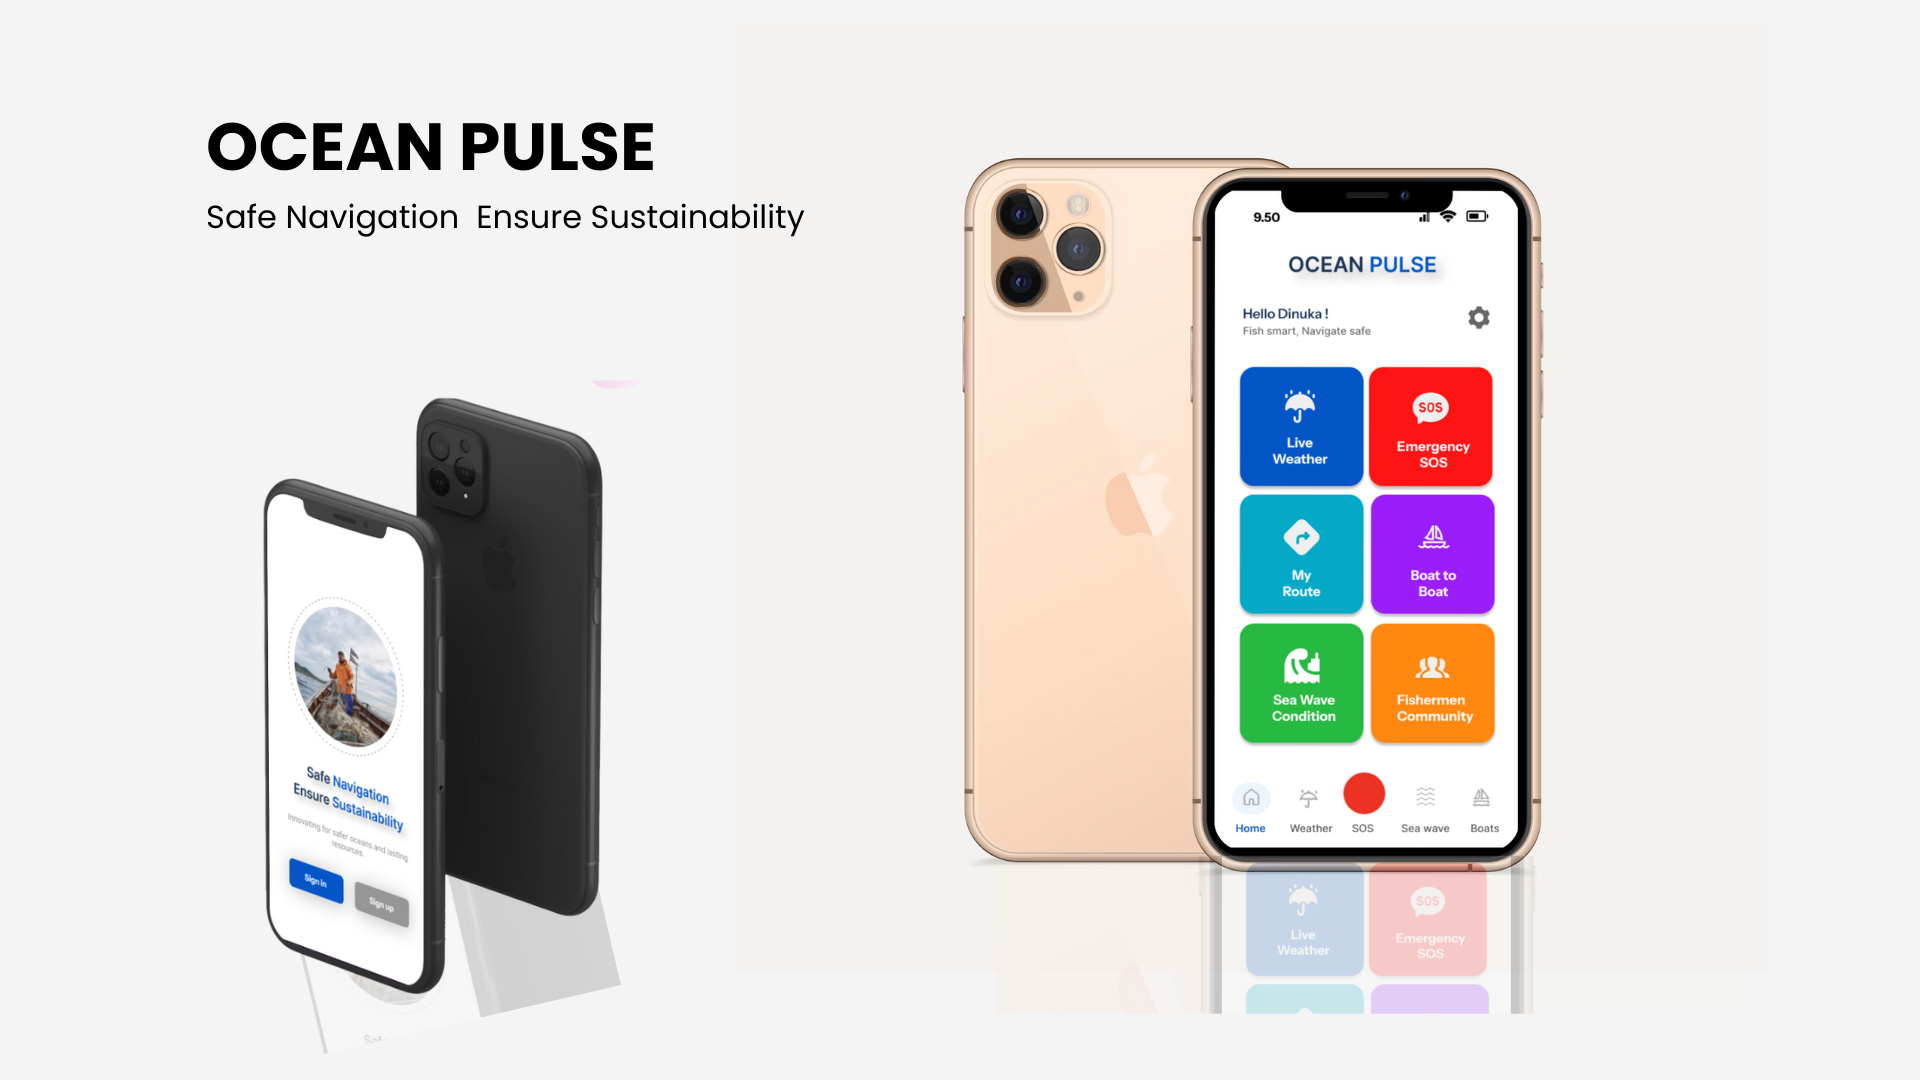 OCEAN PULSE
Safe Navigation  Ensure Sustainability
Safe Navigation
Ensure Sustainability
Innovating for safer oceans and lasting
resources.
Sign in
Sign up
9.50
OCEAN PULSE
Hello Dinuka !
Fish smart, Navigate safe
Live
Weather
SOS
Emergency
SOS
My
Route
Boat to
Boat
Sea Wave
Condition
Fishermen
Community
Home
Weather
SOS
Sea wave
Boats
Live
Weather
SOS
Emergency
SOS